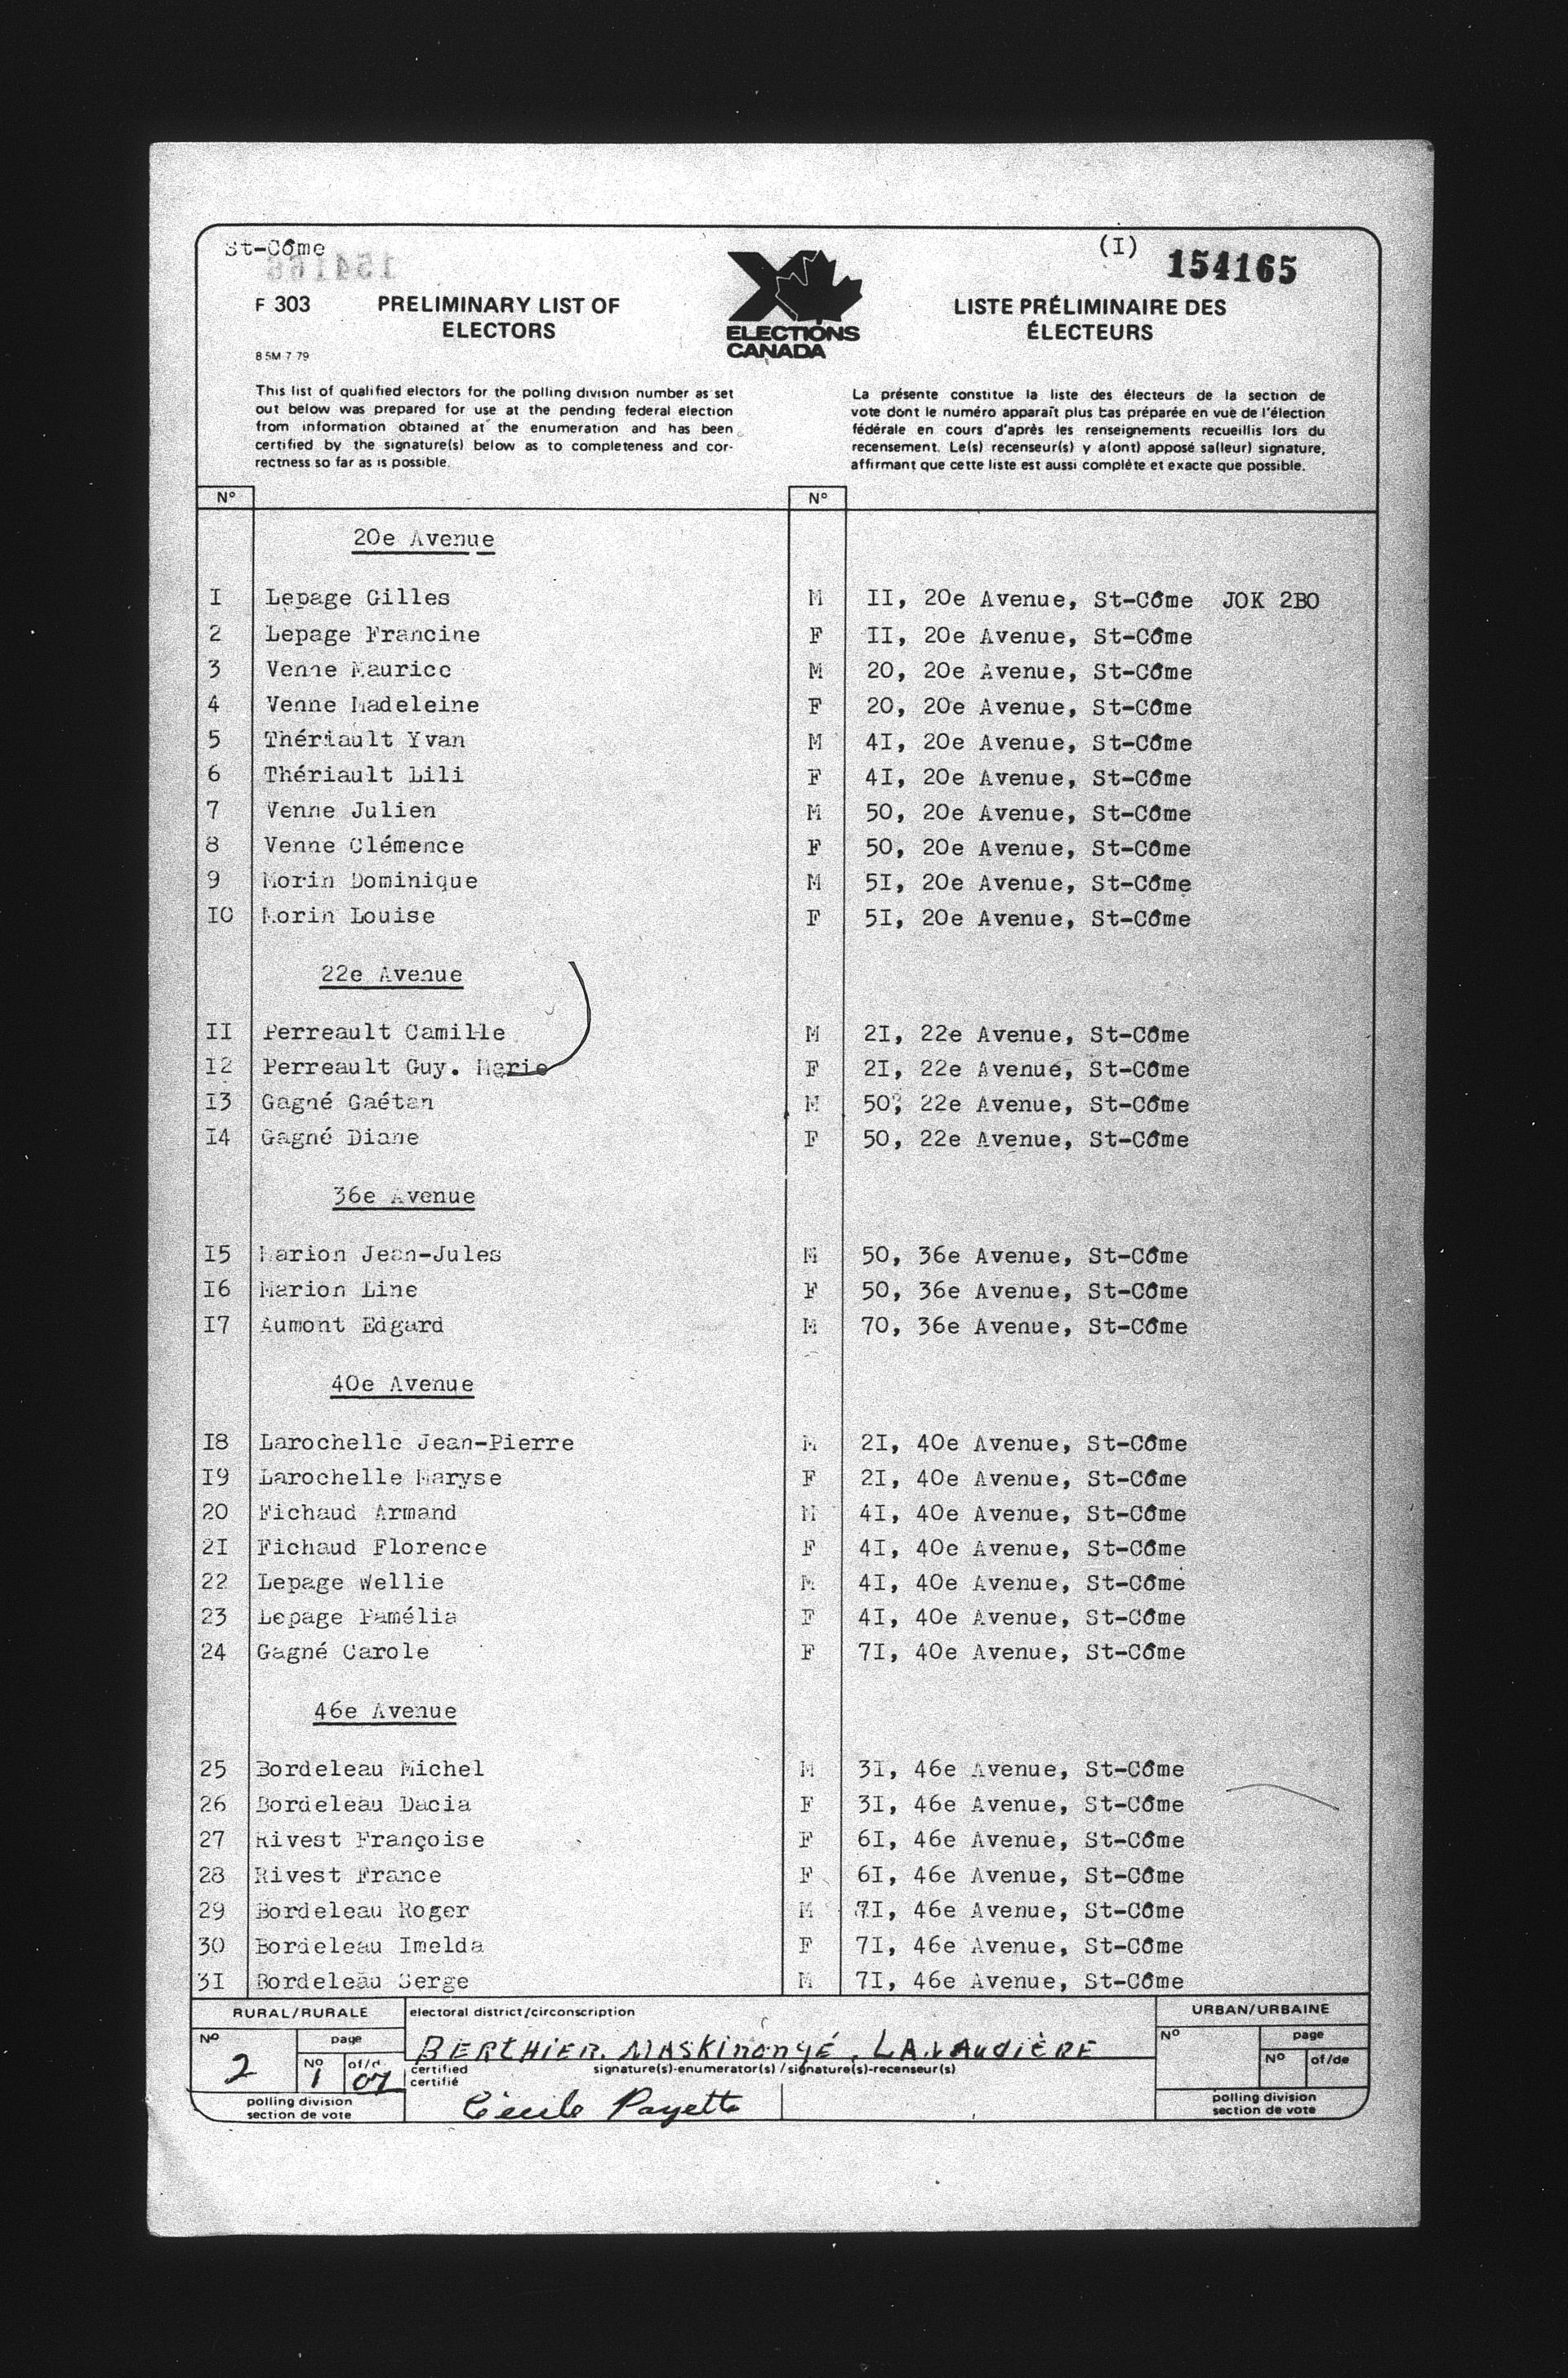 St-Côme
(I)
154165
F 303
PRELIMINARY LIST OF
ELECTORS
ELECTIONS
CANADA
LISTE PRÉLIMINAIRE DES
ÉLECTEURS
85M 7 79
This list of qualified electors for the polling division number as set
out below was prepared for use at the pending federal election
from information obtained at the enumeration and has been
certified by the signature(s) below as to completeness and cor-
rectness so far as is possible.
La présente constitue la liste des électeurs de la section de
vote dont le numéro apparaît plus bas préparée en vue de l'élection
fédérale en cours d'après les renseignements recueillis lors du
recensement. Le(s) recenseur(s) y a(ont) apposé sa(leur) signature,
affirmant que cette liste est aussi complète et exacte que possible.
Nº Nº
20e Avenue
I Lepage Gilles M II, 20e Avenue, St-Côme JOK 2BO
2 Lepage Francine F II, 20e Avenue, St-Côme
3 Venne Maurice M 20, 20e Avenue, St-Côme
4 Venne Madeleine F 20, 20e Avenue, St-Côme
5 Thériault Yvan M 4I, 20e Avenue, St-Côme
6 Thériault Lili F 4I, 20e Avenue, St-Côme
7 Venne Julien M 50, 20e Avenue, St-Côme
8 Venne Clémence F 50, 20e Avenue, St-Côme
9 Morin Dominique M 5I, 20e Avenue, St-Côme
IO Morin Louise F 5I, 20e Avenue, St-Côme
22e Avenue
II Perreault Camille M 2I, 22e Avenue, St-Côme
I2 Perreault Guy. Marie F 2I, 22e Avenue, St-Côme
I3 Gagné Gaétan M 50, 22e Avenue, St-Côme
I4 Gagné Diane F 50, 22e Avenue, St-Côme
36e Avenue
I5 Marion Jean-Jules M 50, 36e Avenue, St-Côme
I6 Marion Line F 50, 36e Avenue, St-Côme
I7 Aumont Edgard M 70, 36e Avenue, St-Côme
40e Avenue
I8 Larochelle Jean-Pierre M 2I, 40e Avenue, St-Côme
I9 Larochelle Maryse F 2I, 40e Avenue, St-Côme
20 Fichaud Armand M 4I, 40e Avenue, St-Côme
2I Fichaud Florence F 4I, 40e Avenue, St-Côme
22 Lepage Wellie M 4I, 40e Avenue, St-Côme
23 Lepage Pamélia F 4I, 40e Avenue, St-Côme
24 Gagné Carole F 7I, 40e Avenue, St-Côme
46e Avenue
25 Bordeleau Michel M 3I, 46e Avenue, St-Côme
26 Bordeleau Dacia F 3I, 46e Avenue, St-Côme
27 Rivest Françoise F 6I, 46e Avenue, St-Côme
28 Rivest France F 6I, 46e Avenue, St-Côme
29 Bordeleau Roger M 7I, 46e Avenue, St-Côme
30 Bordeleau Imelda F 7I, 46e Avenue, St-Côme
3I Bordeleau Serge M 7I, 46e Avenue, St-Côme
RURAL/RURALE electoral district/circonscription URBAN/URBAINE
Nº page BERTHIER. MASKINONGÉ. LANAUDIÈRE Nº page
2 Nº 1 of/de 07 certified signature(s)-enumerator(s) / signature(s)-recenseur(s) Nº of/de
certifié
polling division Cécile Payette polling division
section de vote section de vote